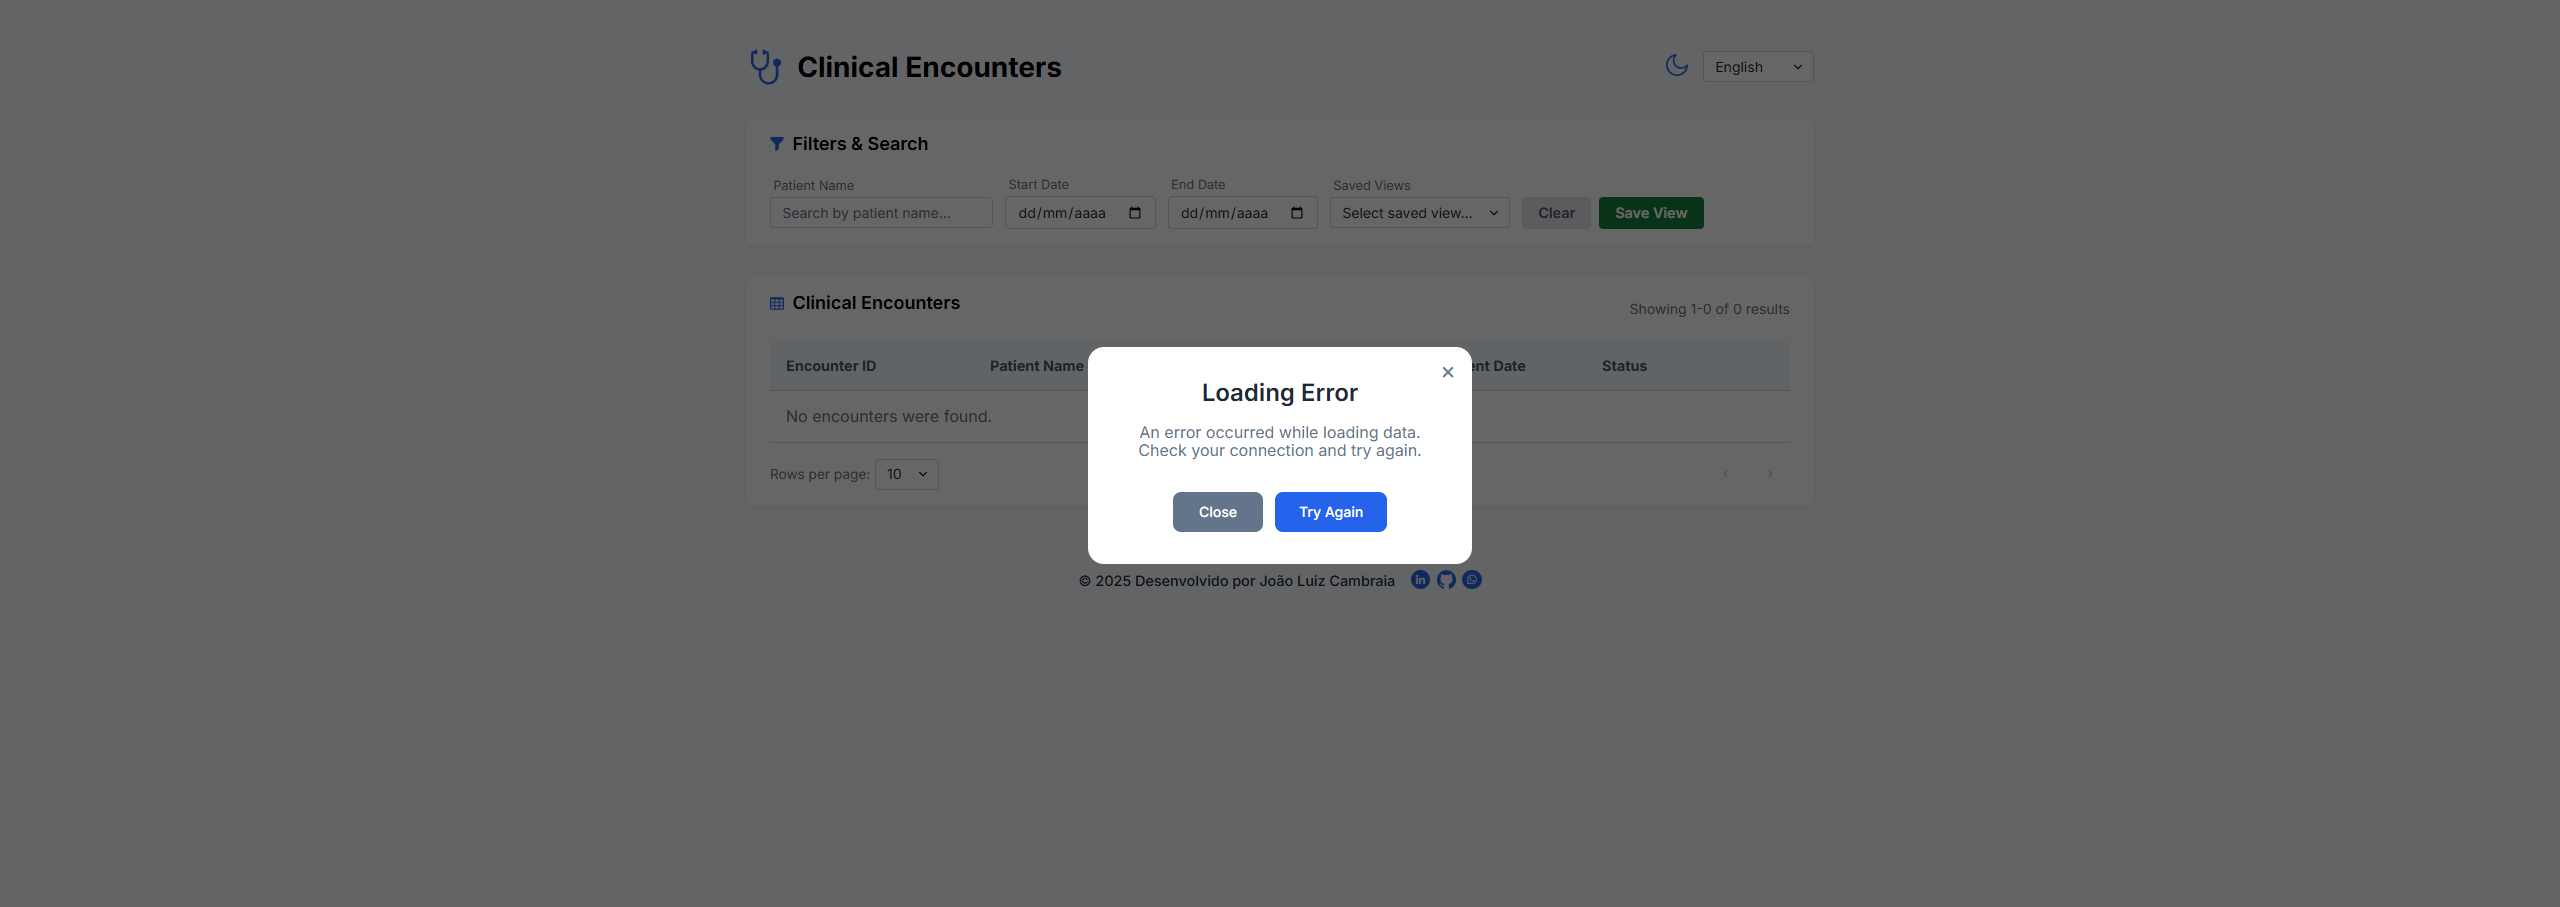 Clinical Encounters
English
Filters & Search
Patient Name
Start Date
End Date
Saved Views
Search by patient name...
dd/mm/aaaa
dd/mm/aaaa
Select saved view...
Clear
Save View
Clinical Encounters
Showing 1-0 of 0 results
Encounter ID
Patient Name
nt Date
Status
No encounters were found.
Rows per page:
10
Loading Error
An error occurred while loading data.
Check your connection and try again.
Close
Try Again
© 2025 Desenvolvido por João Luiz Cambraia
in